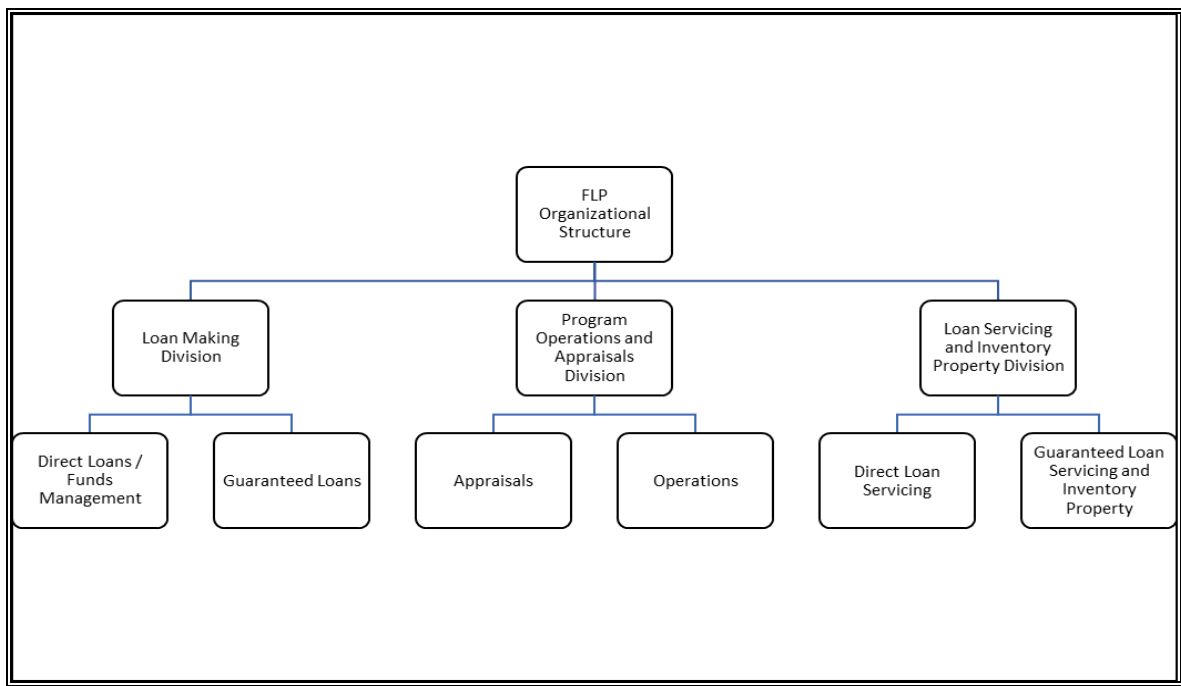 FLP
Organizational
Structure
Loan Making
Division
Program
Operations and
Appraisals
Division
Loan Servicing
and Inventory
Property Division
Direct Loans /
Funds
Management
Guaranteed Loans
Appraisals
Operations
Direct Loan
Servicing
Guaranteed Loan
Servicing and
Inventory
Property